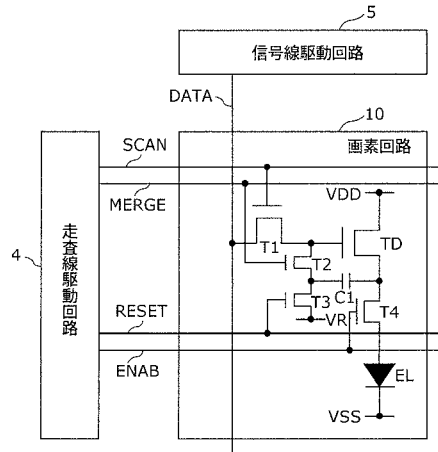 5
信号線駆動回路
DATA
10
SCAN
画素回路
MERGE
VDD
4
走査線駆動回路
T1
TD
T2
C1
T3
T4
RESET
VR
ENAB
EL
VSS